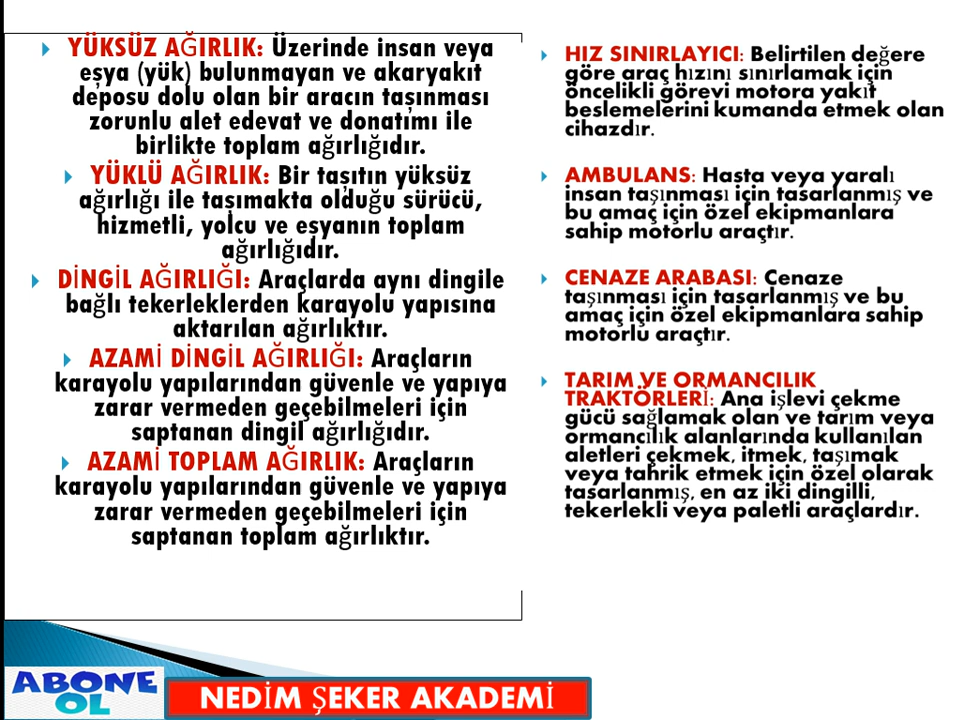 YÜKSÜZ AĞIRLIK: Üzerinde insan veya
eşya (yük) bulunmayan ve akaryakıt
deposu dolu olan bir aracın taşınması
zorunlu alet edevat ve donatımı ile
birlikte toplam ağırlığıdır.
YÜKLÜ AĞIRLIK: Bir taşıtın yüksüz
ağırlığı ile taşımakta olduğu sürücü,
hizmetli, yolcu ve eşyanın toplam
ağırlığıdır.
DİNGİL AĞIRLIĞI: Araçlarda aynı dingile
bağlı tekerleklerden karayolu yapısına
aktarılan ağırlıktır.
AZAMİ DİNGİL AĞIRLIĞI: Araçların
karayolu yapılarından güvenle ve yapıya
zarar vermeden geçebilmeleri için
saptanan dingil ağırlığıdır.
AZAMİ TOPLAM AĞIRLIK: Araçların
karayolu yapılarından güvenle ve yapıya
zarar vermeden geçebilmeleri için
saptanan toplam ağırlıktır.
HIZ SINIRLAYICI: Belirtilen değere
göre araç hızını sınırlamak için
öncelikli görevi motora yakıt
beslemelerini kumanda etmek olan
cihazdır.
AMBULANS: Hasta veya yaralı
insan taşınması için tasarlanmış ve
bu amaç için özel ekipmanlara
sahip motorlu araçtır.
CENAZE ARABASI: Cenaze
taşınması için tasarlanmış ve bu
amaç için özel ekipmanlara sahip
motorlu araçtır.
TARIM VE ORMANCILIK
TRAKTÖRLERİ: Ana işlevi çekme
gücü sağlamak olan ve tarım veya
ormancılık alanlarında kullanılan
aletleri çekmek, itmek, taşımak
veya tahrik etmek için özel olarak
tasarlanmış, en az iki dingilli,
tekerlekli veya paletli araçlardır.
ABONE
OL
NEDİM ŞEKER AKADEMİ